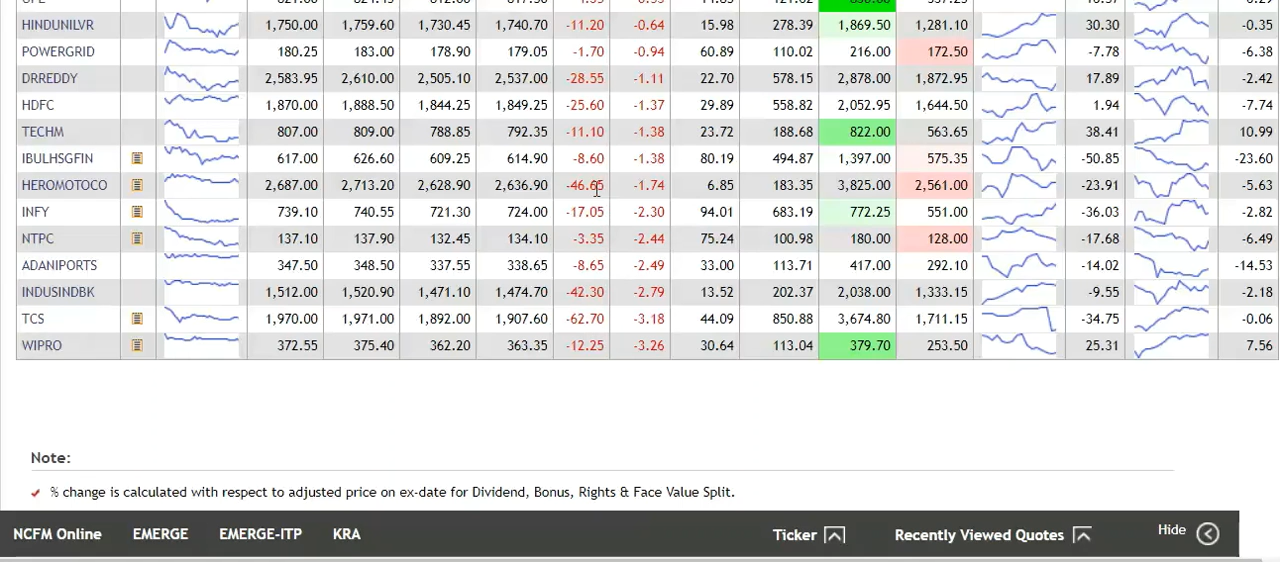 HINDUNILVR 1,750.00 1,759.60 1,730.45 1,740.70 -11.20 -0.64 15.98 278.39 1,869.50 1,281.10 30.30 -0.35
POWERGRID 180.25 183.00 178.90 179.05 -1.70 -0.94 60.89 110.02 216.00 172.50 -7.78 -6.38
DRREDDY 2,583.95 2,610.00 2,505.10 2,537.00 -28.55 -1.11 22.70 578.15 2,878.00 1,872.95 17.89 -2.42
HDFC 1,870.00 1,888.50 1,844.25 1,849.25 -25.60 -1.37 29.89 558.82 2,052.95 1,644.50 1.94 -7.74
TECHM 807.00 809.00 788.85 792.35 -11.10 -1.38 23.72 188.68 822.00 563.65 38.41 10.99
IBULHSGFIN 617.00 626.60 609.25 614.90 -8.60 -1.38 80.19 494.87 1,397.00 575.35 -50.85 -23.60
HEROMOTOCO 2,687.00 2,713.20 2,628.90 2,636.90 -46.65 -1.74 6.85 183.35 3,825.00 2,561.00 -23.91 -5.63
INFY 739.10 740.55 721.30 724.00 -17.05 -2.30 94.01 683.19 772.25 551.00 -36.03 -2.82
NTPC 137.10 137.90 132.45 134.10 -3.35 -2.44 75.24 100.98 180.00 128.00 -17.68 -6.49
ADANIPORTS 347.50 348.50 337.55 338.65 -8.65 -2.49 33.00 113.71 417.00 292.10 -14.02 -14.53
INDUSINDBK 1,512.00 1,520.90 1,471.10 1,474.70 -42.30 -2.79 13.52 202.37 2,038.00 1,333.15 -9.55 -2.18
TCS 1,970.00 1,971.00 1,892.00 1,907.60 -62.70 -3.18 44.09 850.88 3,674.80 1,711.15 -34.75 -0.06
WIPRO 372.55 375.40 362.20 363.35 -12.25 -3.26 30.64 113.04 379.70 253.50 25.31 7.56
Note:
% change is calculated with respect to adjusted price on ex-date for Dividend, Bonus, Rights & Face Value Split.
NCFM Online EMERGE EMERGE-ITP KRA Ticker Recently Viewed Quotes Hide